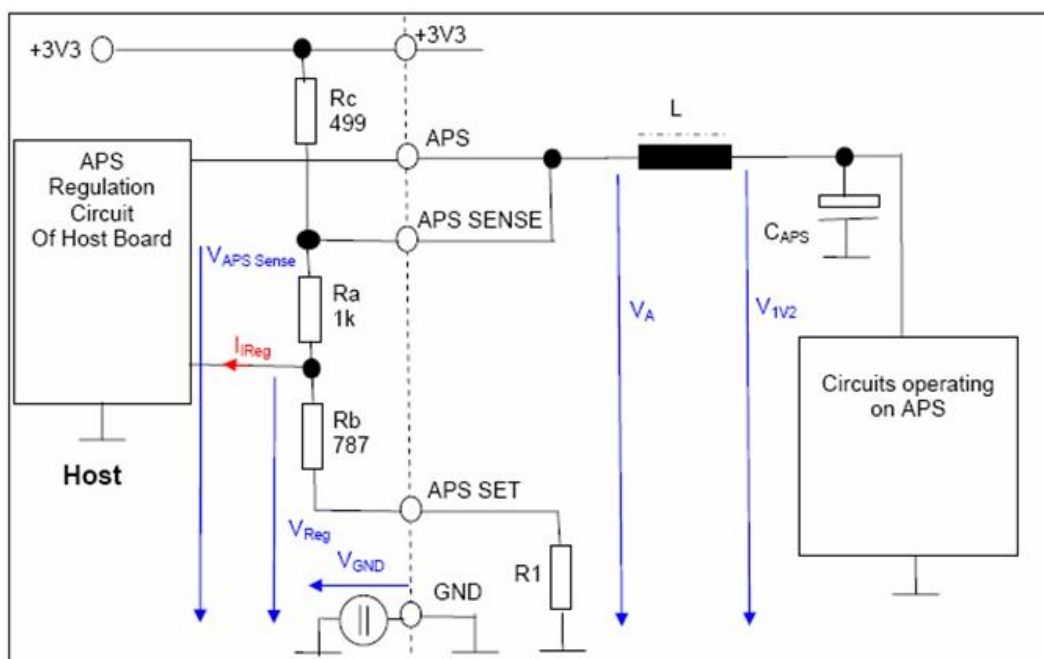 +3V3
+3V3
Rc
499
APS
L
APS
Regulation
Circuit
Of Host Board
APS SENSE
CAPS
VAPS Sense
Ra
1k
VA
V1V2
IIReg
Circuits operating
on APS
Rb
787
Host
APS SET
VReg
VGND
R1
GND